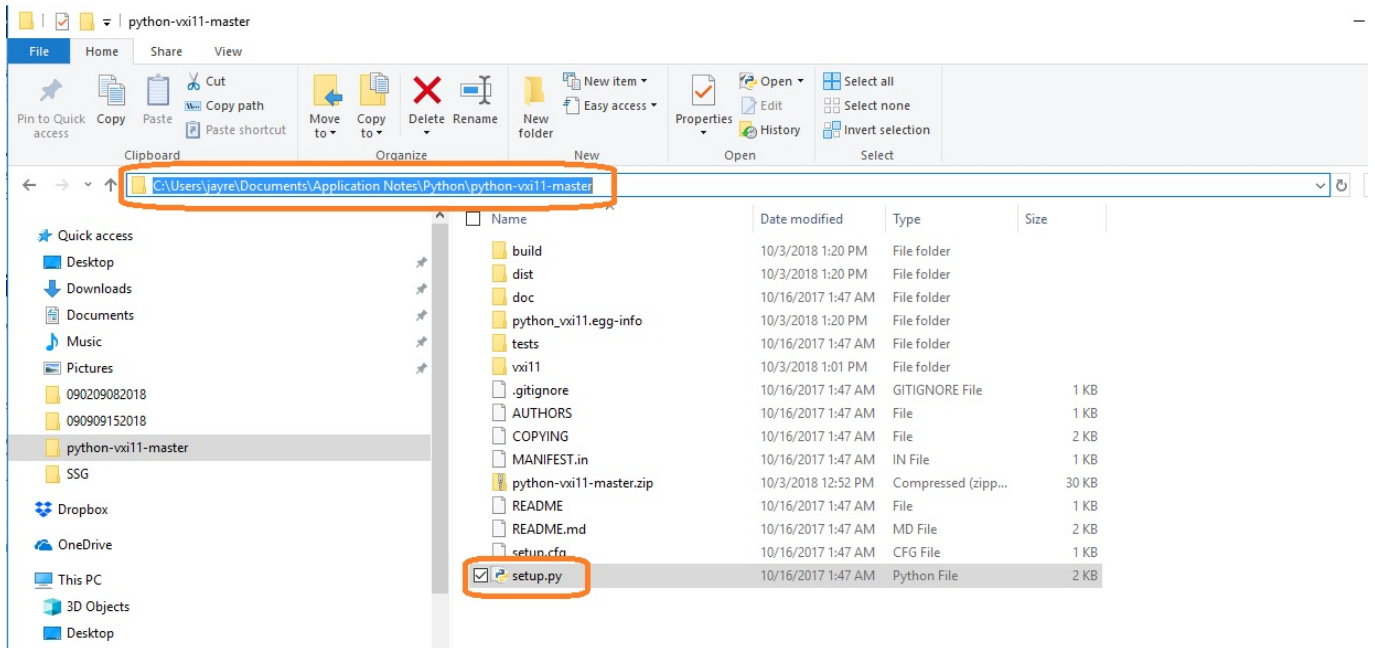 python-vxi11-master
File Home Share View
Pin to Quick access
Copy
Paste
Cut
Copy path
Paste shortcut
Clipboard
Move to
Copy to
Delete
Rename
Organize
New folder
New item
Easy access
New
Properties
Open
Edit
History
Open
Select all
Select none
Invert selection
Select
C:\Users\jayre\Documents\Application Notes\Python\python-vxi11-master
Quick access
Desktop
Downloads
Documents
Music
Pictures
090209082018
090909152018
python-vxi11-master
SSG
Dropbox
OneDrive
This PC
3D Objects
Desktop
Name Date modified Type Size
build 10/3/2018 1:20 PM File folder
dist 10/3/2018 1:20 PM File folder
doc 10/16/2017 1:47 AM File folder
python_vxi11.egg-info 10/3/2018 1:20 PM File folder
tests 10/16/2017 1:47 AM File folder
vxi11 10/3/2018 1:01 PM File folder
.gitignore 10/16/2017 1:47 AM GITIGNORE File 1 KB
AUTHORS 10/16/2017 1:47 AM File 1 KB
COPYING 10/16/2017 1:47 AM File 2 KB
MANIFEST.in 10/16/2017 1:47 AM IN File 1 KB
python-vxi11-master.zip 10/3/2018 12:52 PM Compressed (zipp... 30 KB
README 10/16/2017 1:47 AM File 1 KB
README.md 10/16/2017 1:47 AM MD File 2 KB
setup.cfg 10/16/2017 1:47 AM CFG File 1 KB
setup.py 10/16/2017 1:47 AM Python File 2 KB